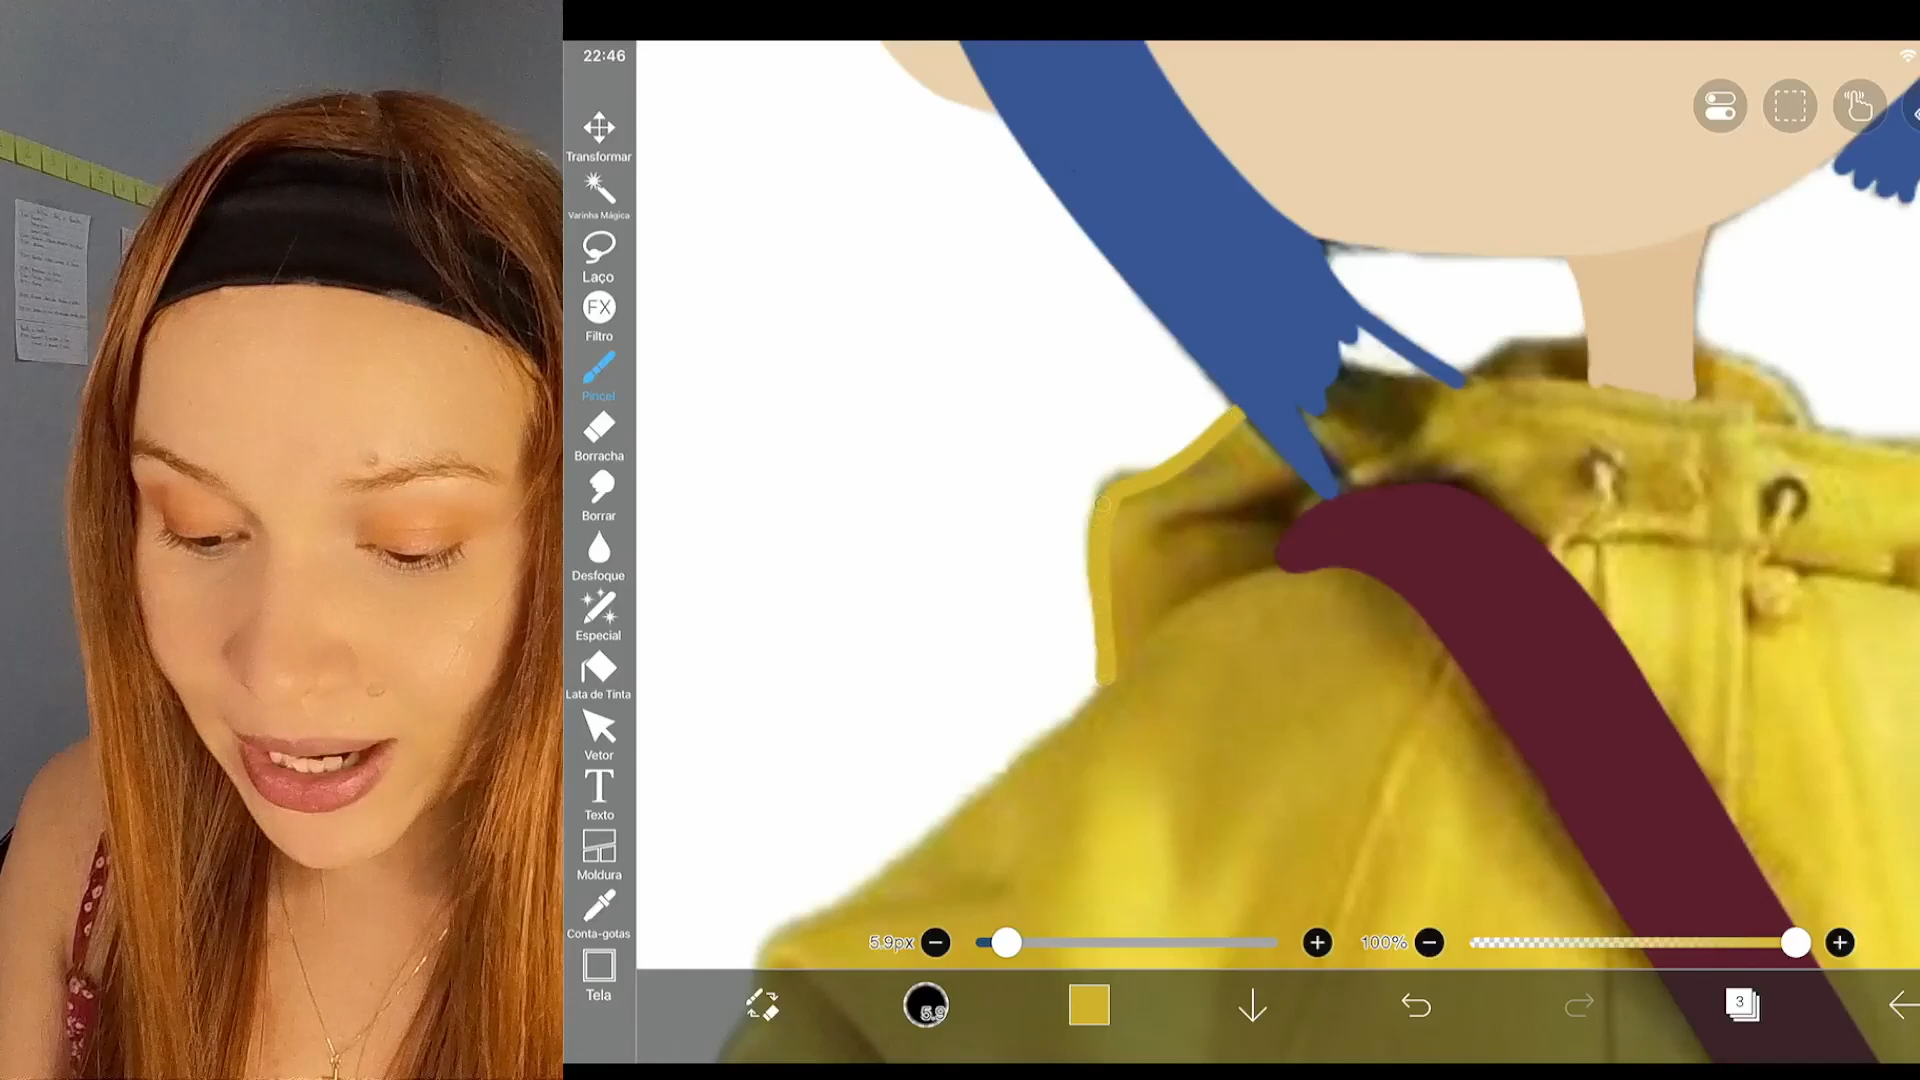 22:46
Transformar
Varinha Mágica
Laço
FX
Filtro
Pincel
Borracha
Borrar
Desfoque
Especial
Lata de Tinta
Vetor
T
Texto
Moldura
Conta-gotas
Tela
5.9px
100%
5.9
3